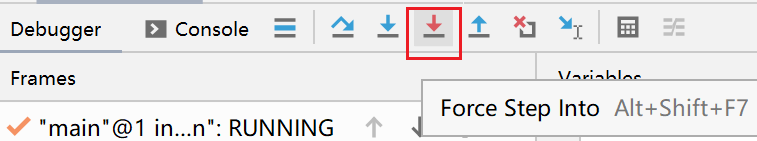 Debugger Console
Frames Variables
Force Step Into Alt+Shift+F7
"main"@1 in...n": RUNNING